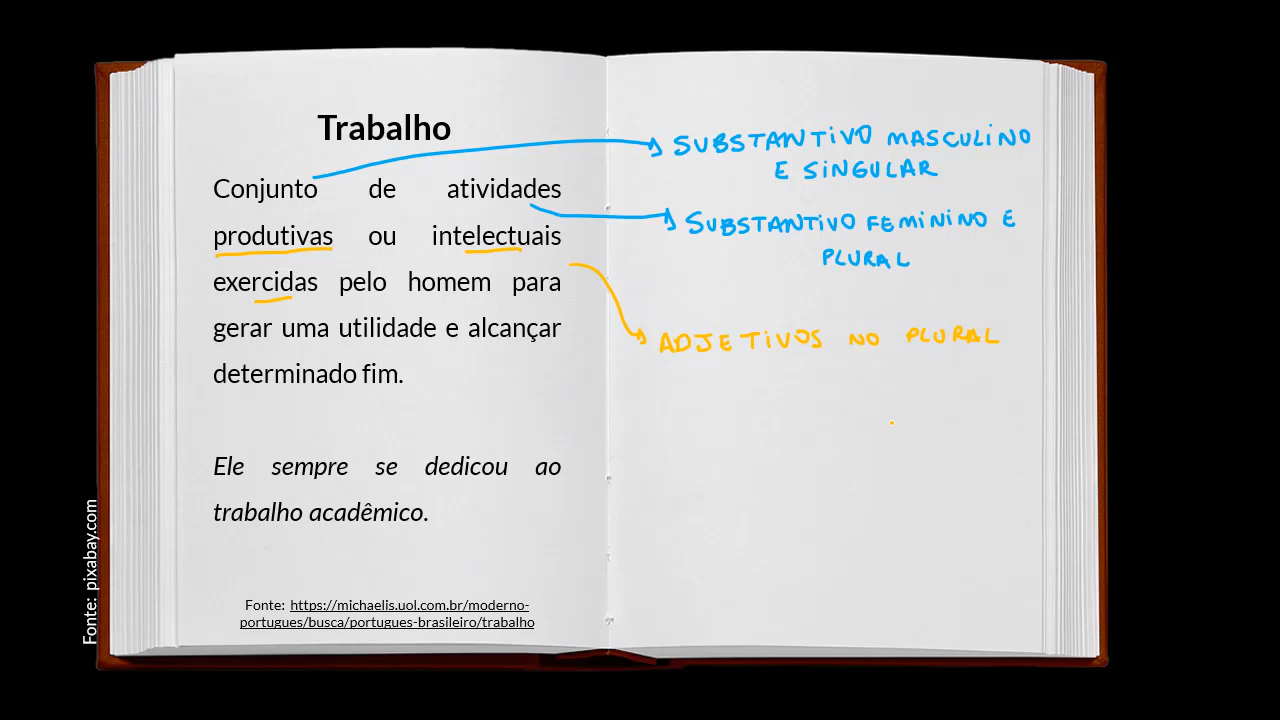 Trabalho
Conjunto de atividades
produtivas ou intelectuais
exercidas pelo homem para
gerar uma utilidade e alcançar
determinado fim.
Ele sempre se dedicou ao
trabalho acadêmico.
Fonte: https://michaelis.uol.com.br/moderno-
portugues/busca/portugues-brasileiro/trabalho
SUBSTANTIVO MASCULINO
E SINGULAR
SUBSTANTIVO FEMININO E
PLURAL
ADJETIVOS NO PLURAL
Fonte: pixabay.com